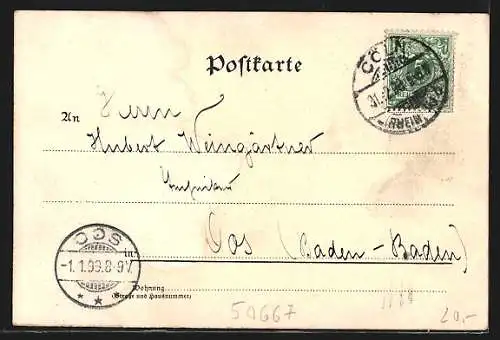 Postkarte
CÖLN
(RHEIN)
An Herrn
Hubert Weingärtner
Oos (Baden-Baden)
OOS
-1.1.99.8-9V.
* *
in
Wohnung
(Straße und Hausnummer)
50667
20,-